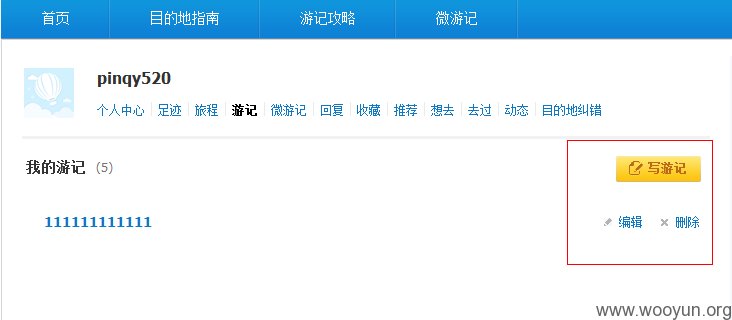 首页 目的地指南 游记攻略 微游记
pinqy520
个人中心 足迹 旅程 游记 微游记 回复 收藏 推荐 想去 去过 动态 目的地纠错
我的游记 (5) 写游记
111111111111 编辑 删除
www.wooyun.org